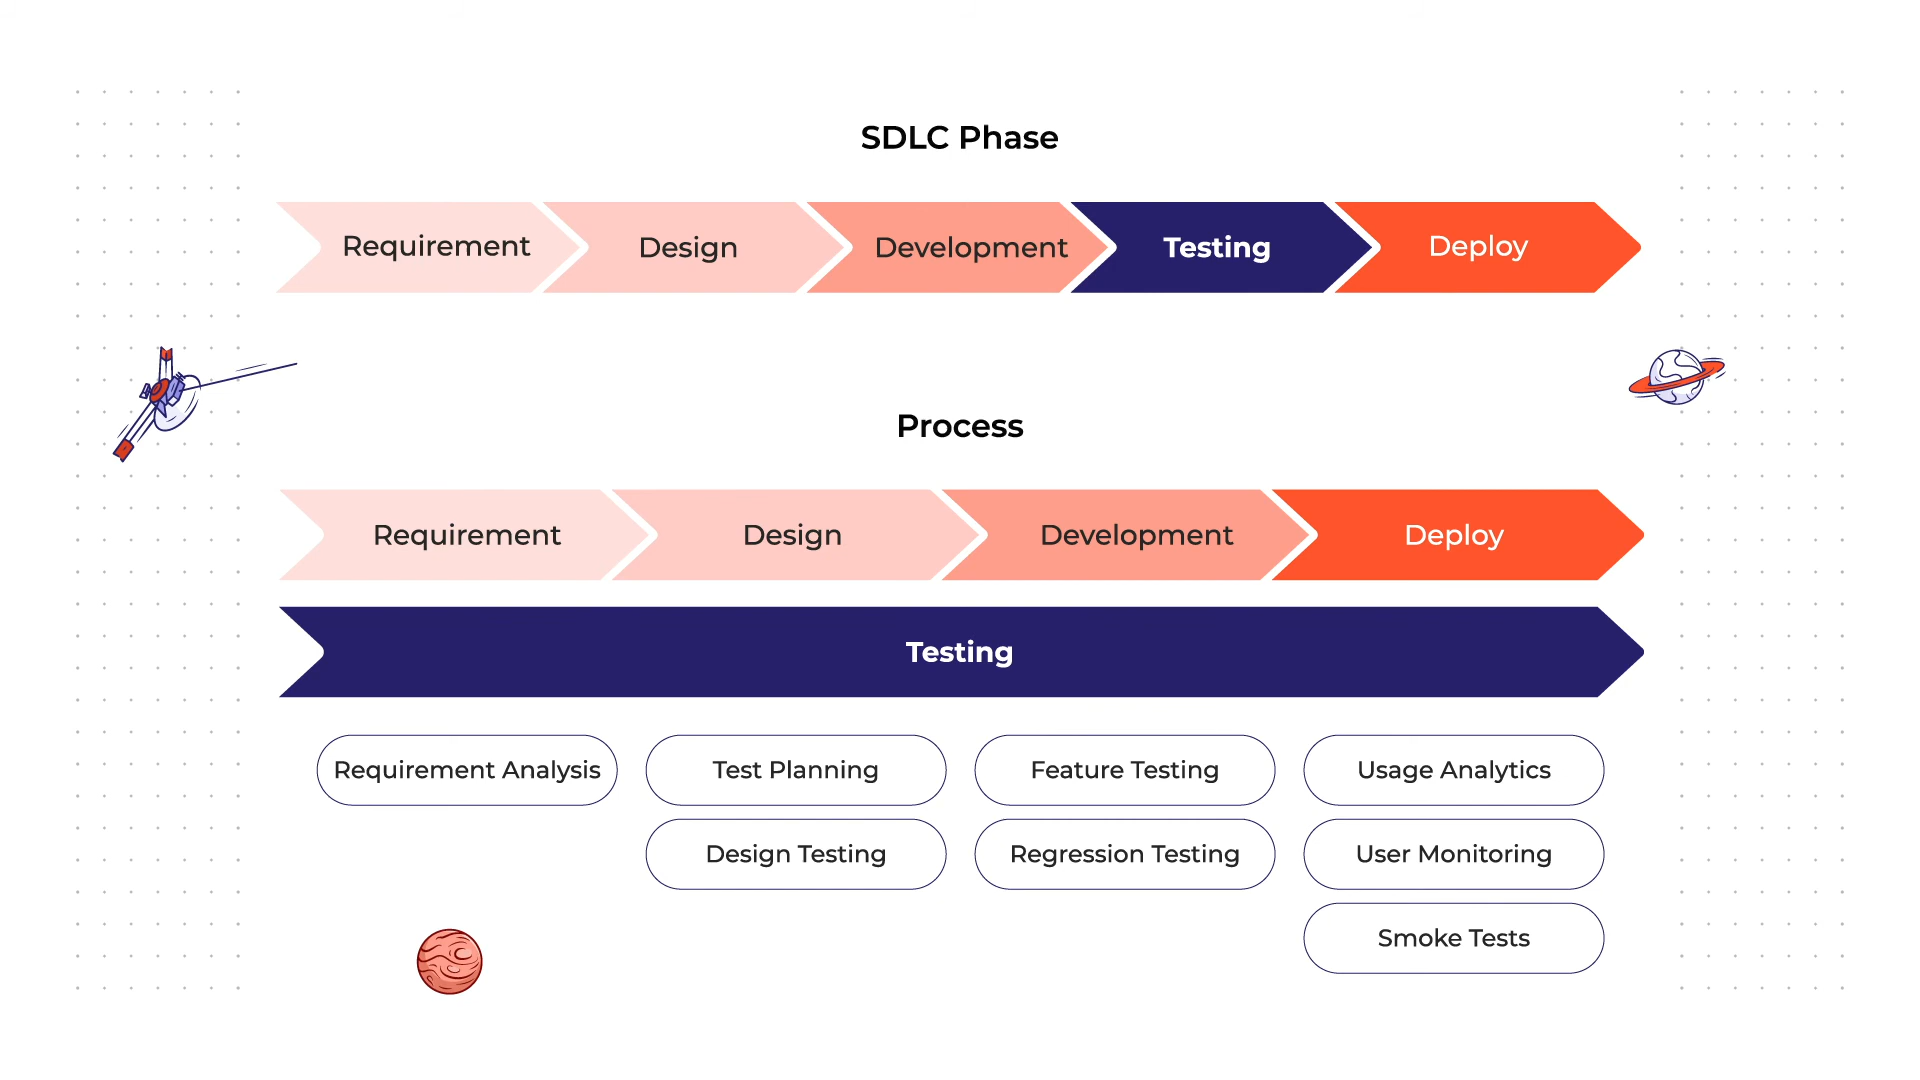 SDLC Phase
Requirement
Design
Development
Testing
Deploy
Process
Requirement
Design
Development
Deploy
Testing
Requirement Analysis
Test Planning
Feature Testing
Usage Analytics
Design Testing
Regression Testing
User Monitoring
Smoke Tests